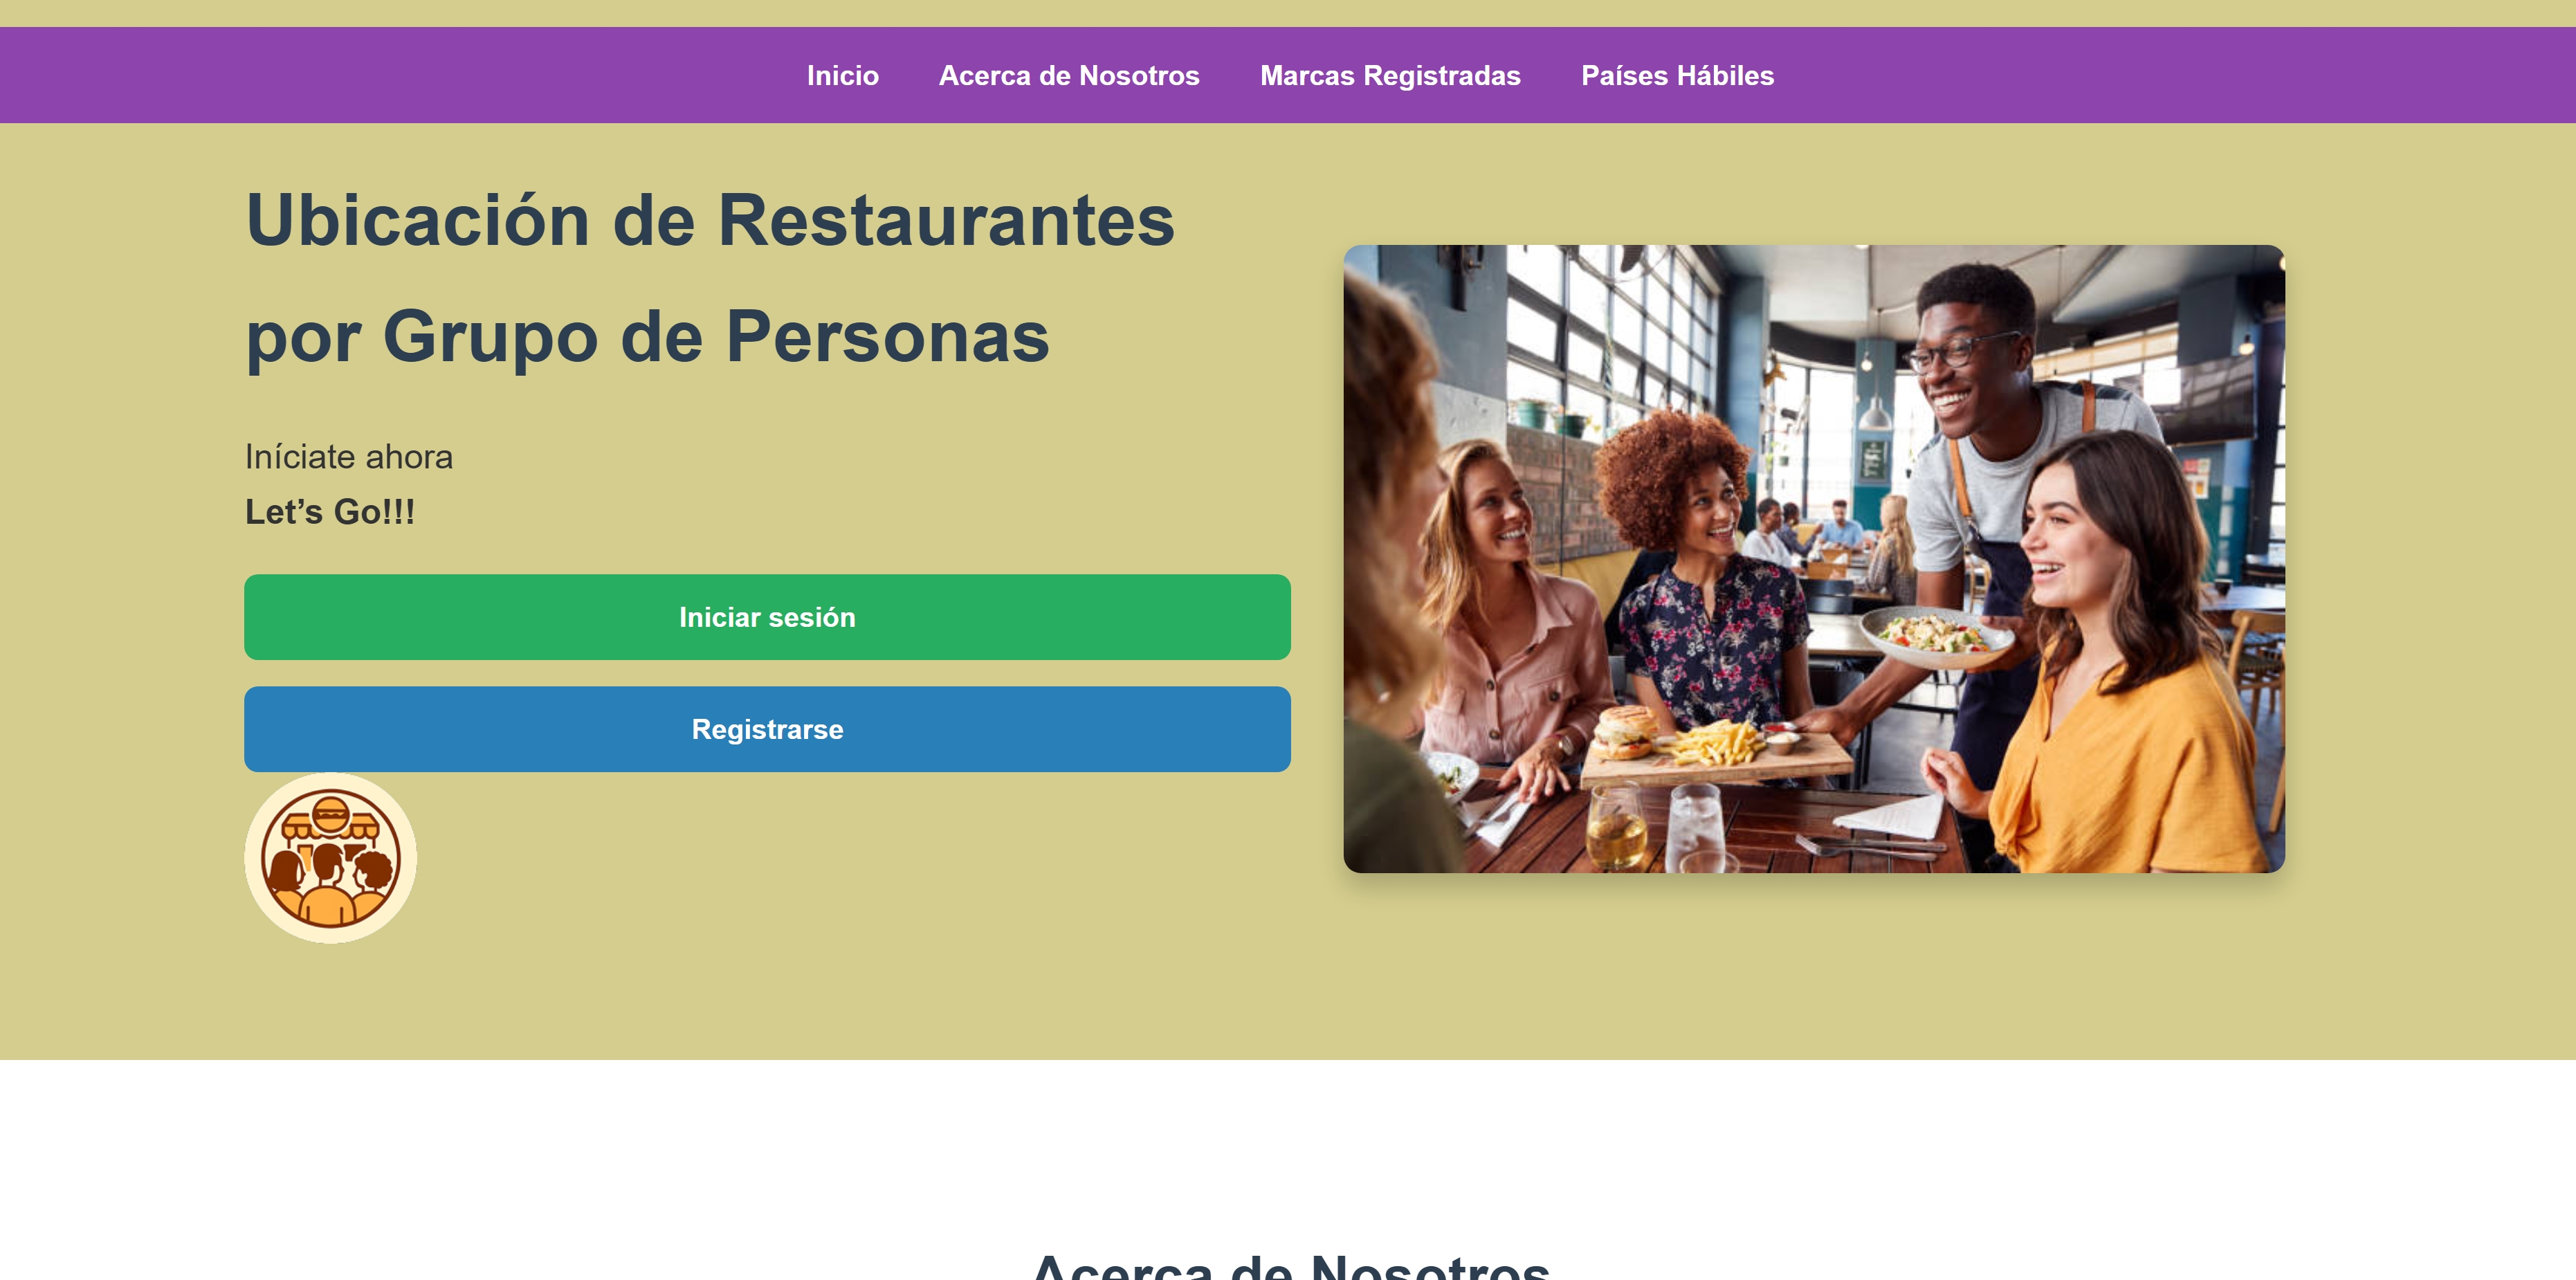 Inicio Acerca de Nosotros Marcas Registradas Países Hábiles
Ubicación de Restaurantes
por Grupo de Personas
Iníciate ahora
Let’s Go!!!
Iniciar sesión
Registrarse
Acerca de Nosotros